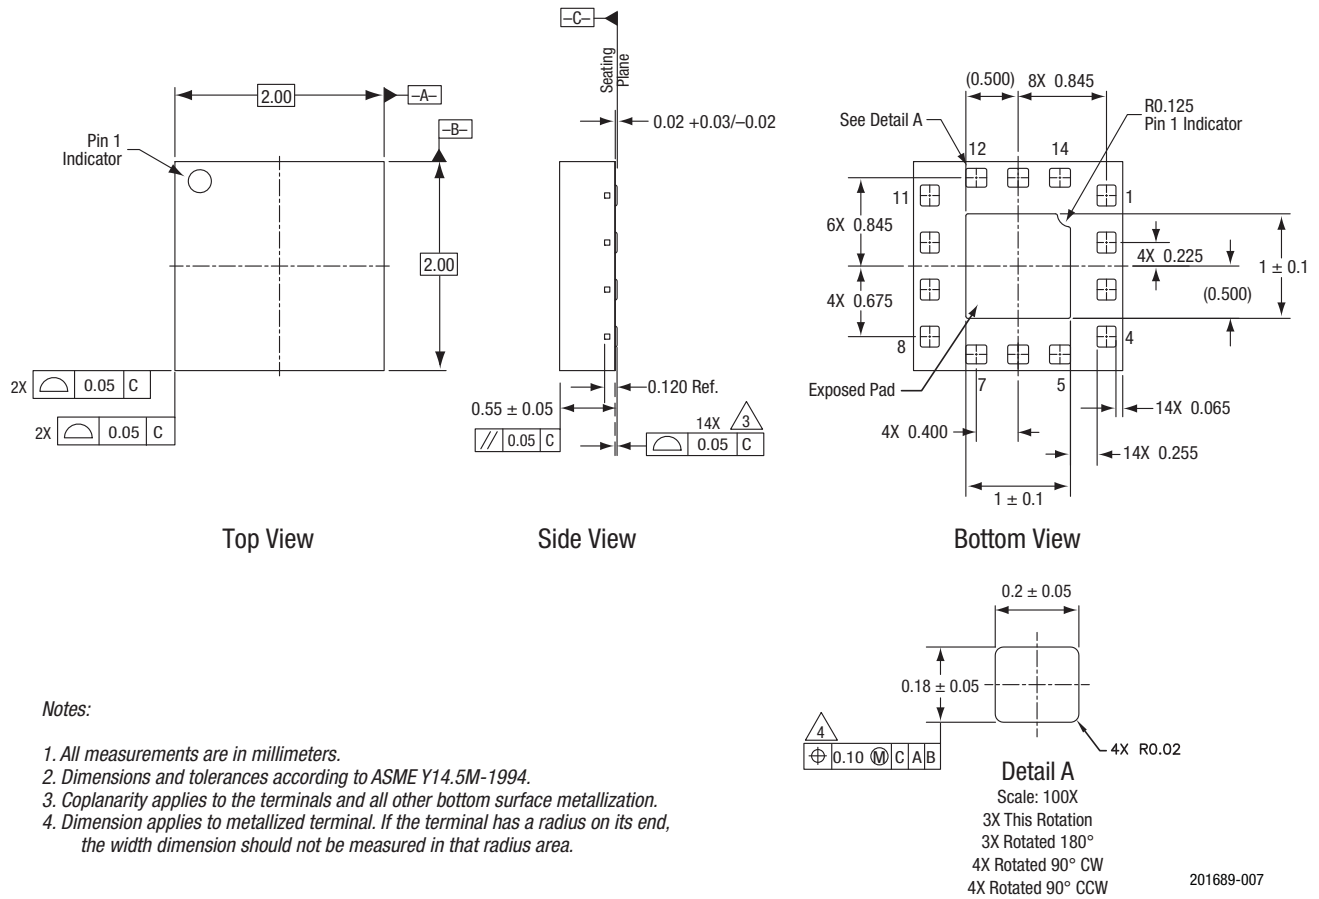 –C–
Seating
Plane
2.00
–A–
–B–
Pin 1
Indicator
2.00
2X 0.05 C
2X 0.05 C
Top View
0.02 +0.03/–0.02
0.120 Ref.
0.55 ± 0.05
// 0.05 C
14X 3
0.05 C
Side View
(0.500)
8X 0.845
See Detail A
R0.125
Pin 1 Indicator
12
14
11
1
6X 0.845
4X 0.225
1 ± 0.1
4X 0.675
(0.500)
8
4
7
5
Exposed Pad
14X 0.065
4X 0.400
14X 0.255
1 ± 0.1
Bottom View
0.2 ± 0.05
0.18 ± 0.05
4
⌖ 0.10 Ⓜ C A B
4X R0.02
Detail A
Scale: 100X
3X This Rotation
3X Rotated 180°
4X Rotated 90° CW
4X Rotated 90° CCW
Notes:
1. All measurements are in millimeters.
2. Dimensions and tolerances according to ASME Y14.5M-1994.
3. Coplanarity applies to the terminals and all other bottom surface metallization.
4. Dimension applies to metallized terminal. If the terminal has a radius on its end,
the width dimension should not be measured in that radius area.
201689-007